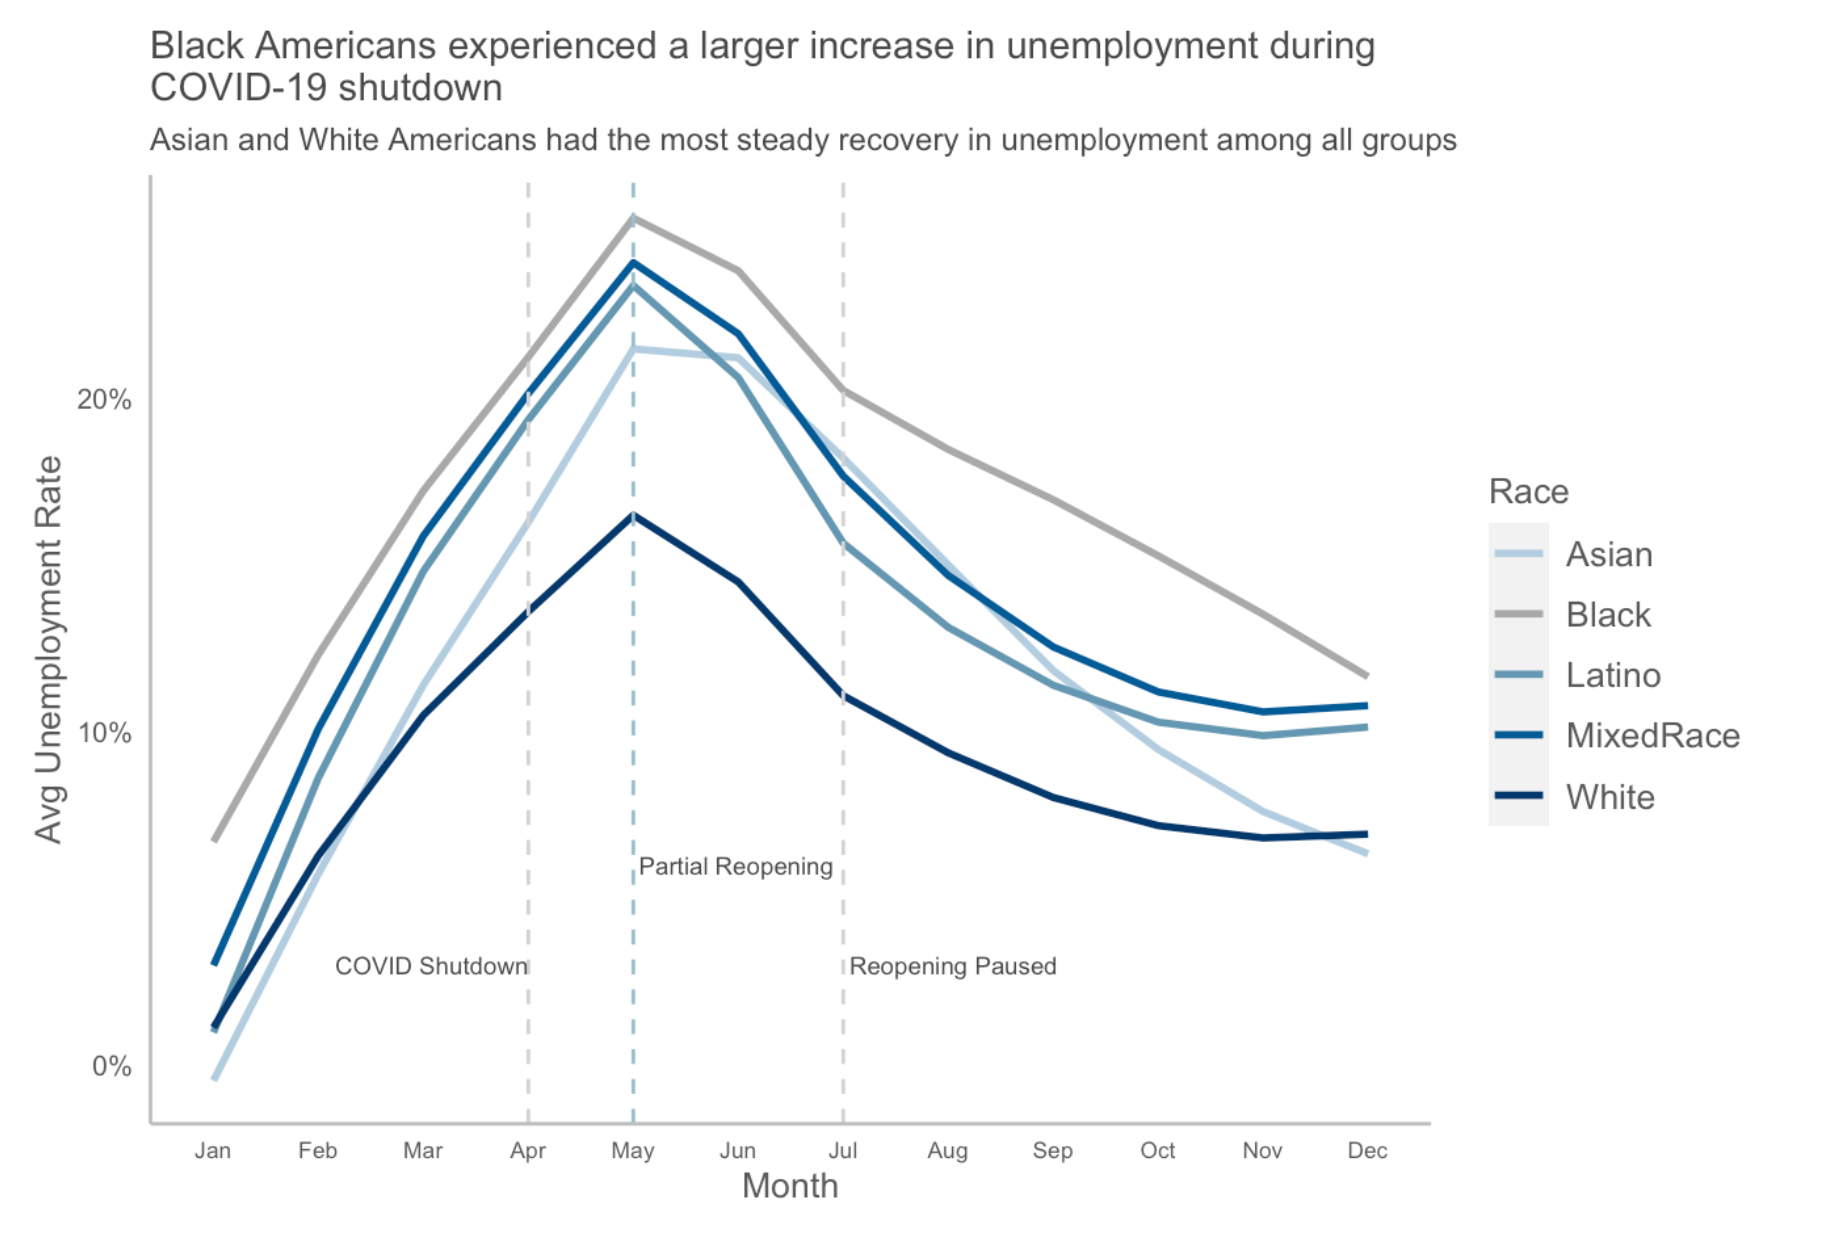 Black Americans experienced a larger increase in unemployment during
COVID-19 shutdown
Asian and White Americans had the most steady recovery in unemployment among all groups
20%
10%
0%
Avg Unemployment Rate
Partial Reopening
COVID Shutdown
Reopening Paused
Jan Feb Mar Apr May Jun Jul Aug Sep Oct Nov Dec
Month
Race
Asian
Black
Latino
MixedRace
White